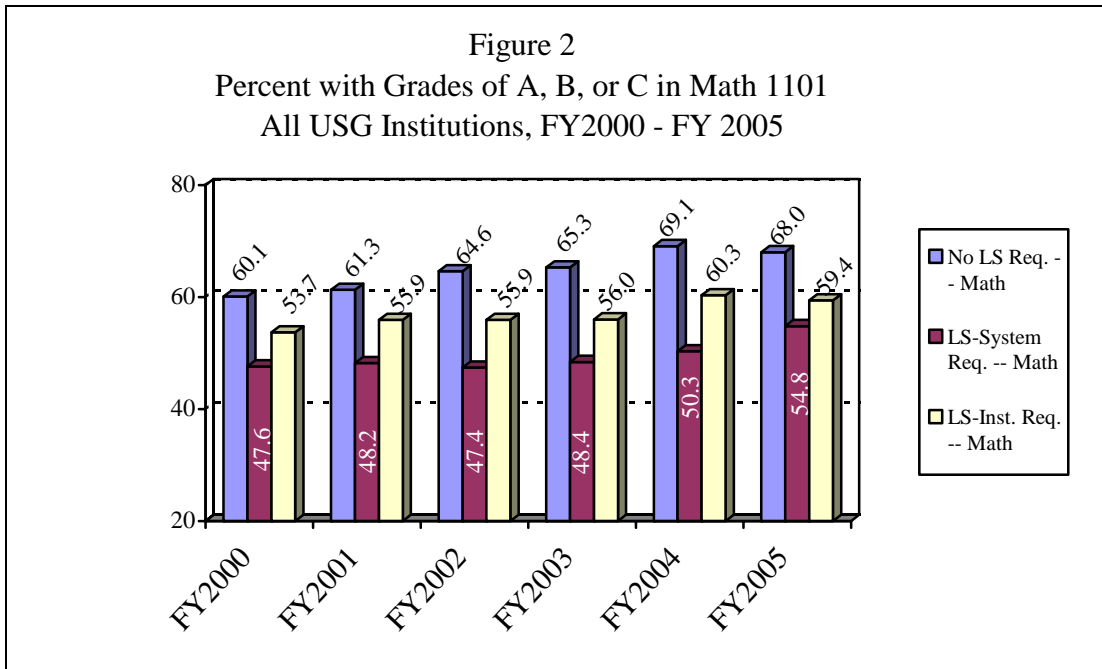 Figure 2
Percent with Grades of A, B, or C in Math 1101
All USG Institutions, FY2000 - FY 2005
80
60
40
20
60.1
47.6
53.7
61.3
48.2
55.9
64.6
47.4
55.9
65.3
48.4
56.0
69.1
50.3
60.3
68.0
54.8
59.4
FY2000
FY2001
FY2002
FY2003
FY2004
FY2005
No LS Req. -
- Math
LS-System
Req. -- Math
LS-Inst. Req.
-- Math